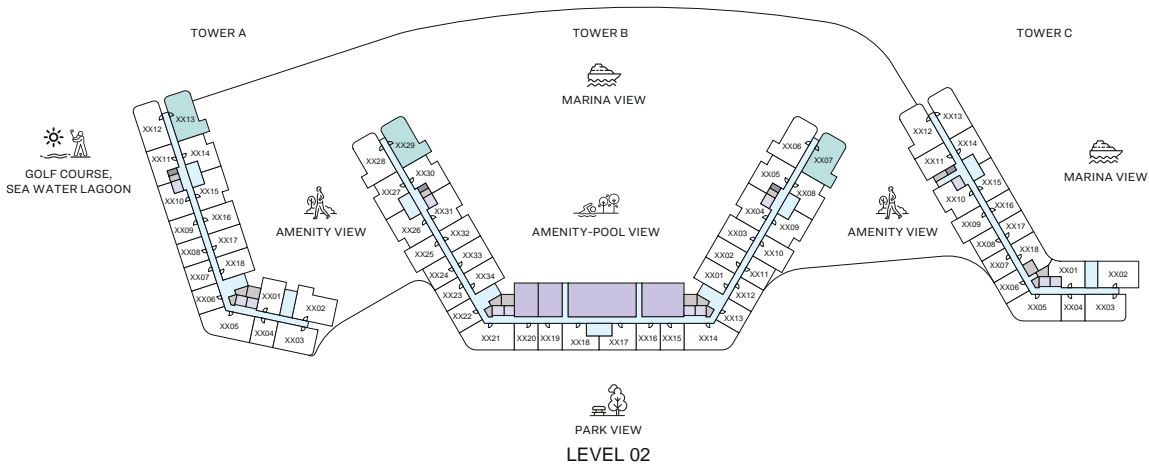 TOWER A
TOWER B
TOWER C
MARINA VIEW
GOLF COURSE,
SEA WATER LAGOON
AMENITY VIEW
AMENITY-POOL VIEW
AMENITY VIEW
MARINA VIEW
XX12
XX13
XX11
XX14
XX10
XX15
XX09
XX16
XX08
XX17
XX07
XX18
XX06
XX01
XX02
XX05
XX04
XX03
XX28
XX29
XX27
XX30
XX26
XX31
XX25
XX32
XX24
XX33
XX23
XX34
XX22
XX21
XX20
XX19
XX18
XX17
XX16
XX15
XX14
XX06
XX07
XX05
XX08
XX04
XX09
XX03
XX10
XX02
XX11
XX01
XX12
XX13
XX12
XX13
XX11
XX14
XX10
XX15
XX09
XX16
XX08
XX17
XX07
XX18
XX06
XX01
XX02
XX05
XX04
XX03
PARK VIEW
LEVEL 02